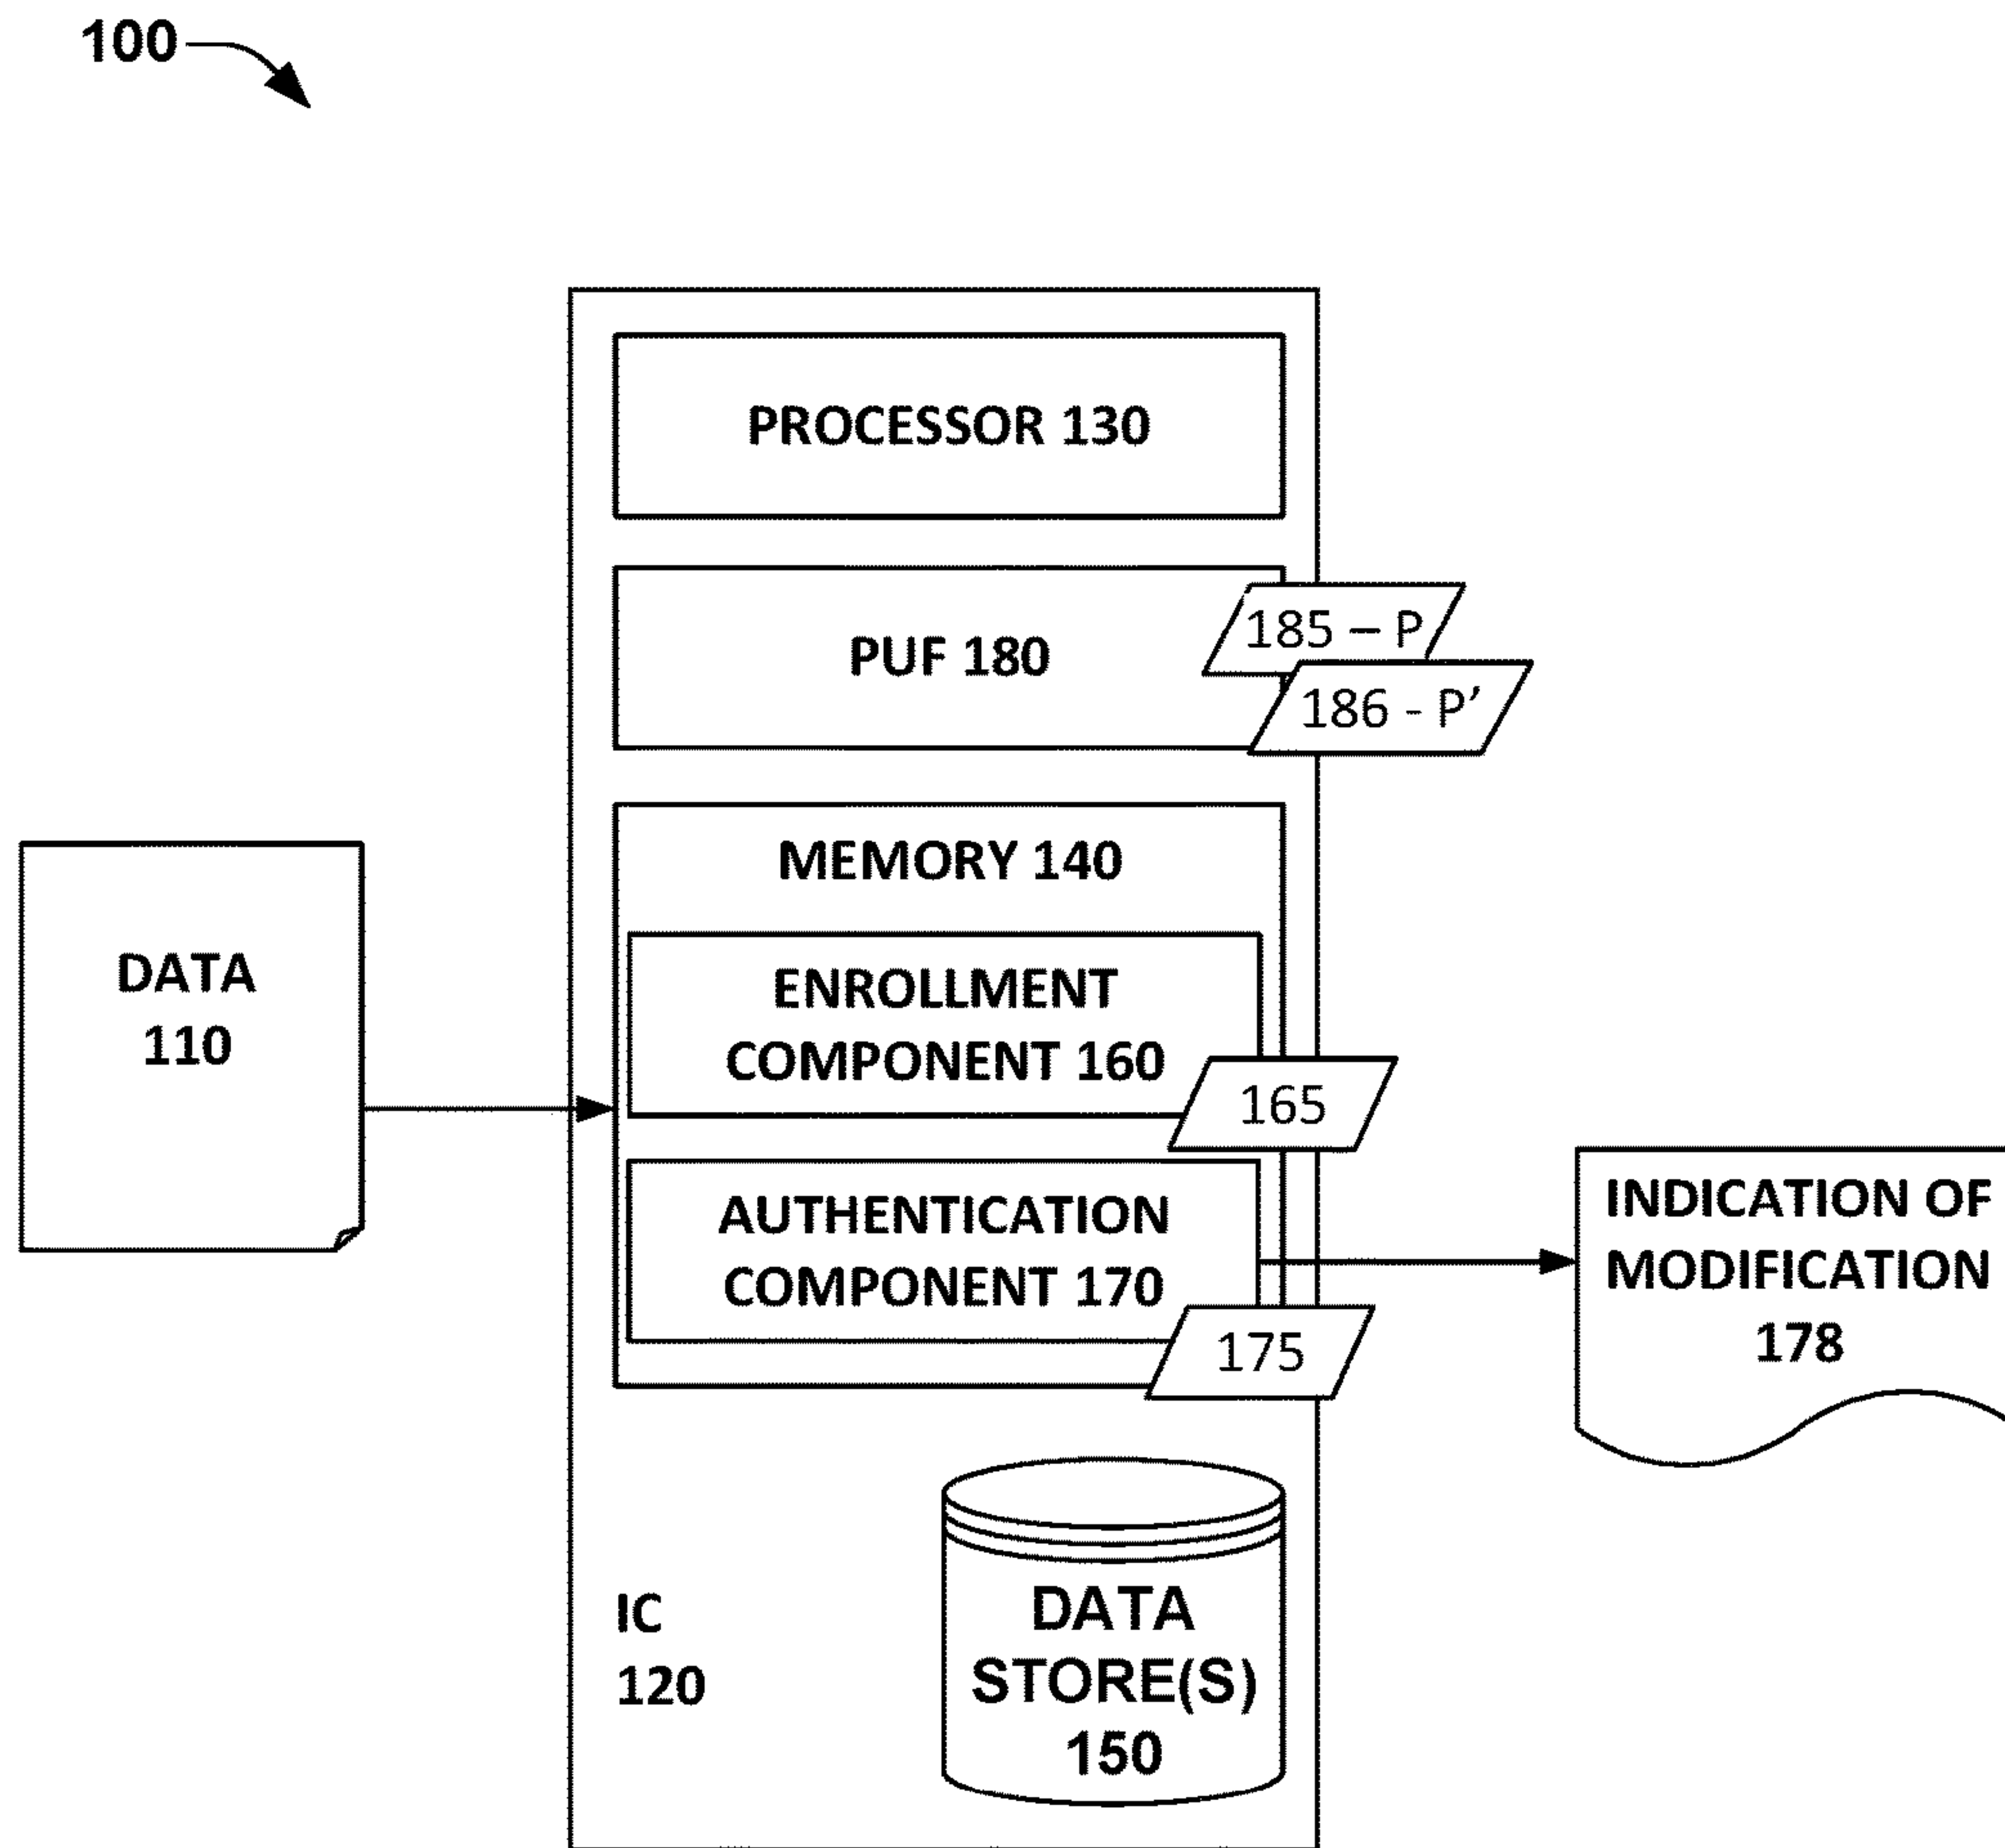 100
PROCESSOR 130
PUF 180
185 – P
186 - P’
MEMORY 140
DATA
110
ENROLLMENT
COMPONENT 160
165
AUTHENTICATION
COMPONENT 170
175
INDICATION OF
MODIFICATION
178
IC
120
DATA
STORE(S)
150